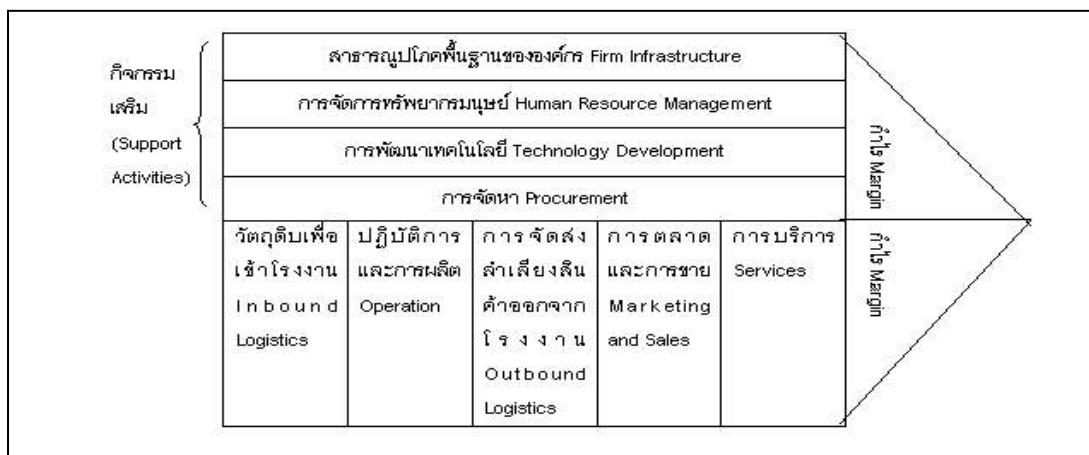 กิจกรรม
เสริม
(Support
Activities)
สาธารณูปโภคพื้นฐานขององค์กร Firm Infrastructure
การจัดการทรัพยากรมนุษย์ Human Resource Management
การพัฒนาเทคโนโลยี Technology Development
การจัดหา Procurement
กำไร Margin
วัตถุดิบเพื่อ
เข้าโรงงาน
Inbound
Logistics
ปฏิบัติการ
และการผลิต
Operation
การจัดส่ง
ลำเลียงสิน
ค้าออกจาก
โรงงาน
Outbound
Logistics
การตลาด
และการขาย
Marketing
and Sales
การบริการ
Services
กำไร Margin